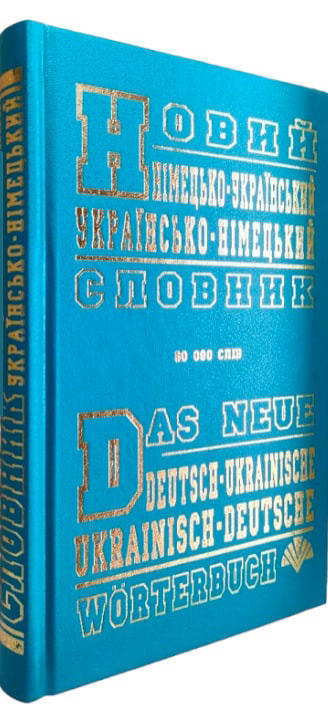 НОВИЙ
НІМЕЦЬКО-УКРАЇНСЬКИЙ
УКРАЇНСЬКО-НІМЕЦЬКИЙ
СЛОВНИК
60 000 СЛІВ
DAS NEUE
DEUTSCH-UKRAINISCHE
UKRAINISCH-DEUTSCHE
WÖRTERBUCH
СЛОВНИК
УКРАЇНСЬКО-НІМЕЦЬКИЙ